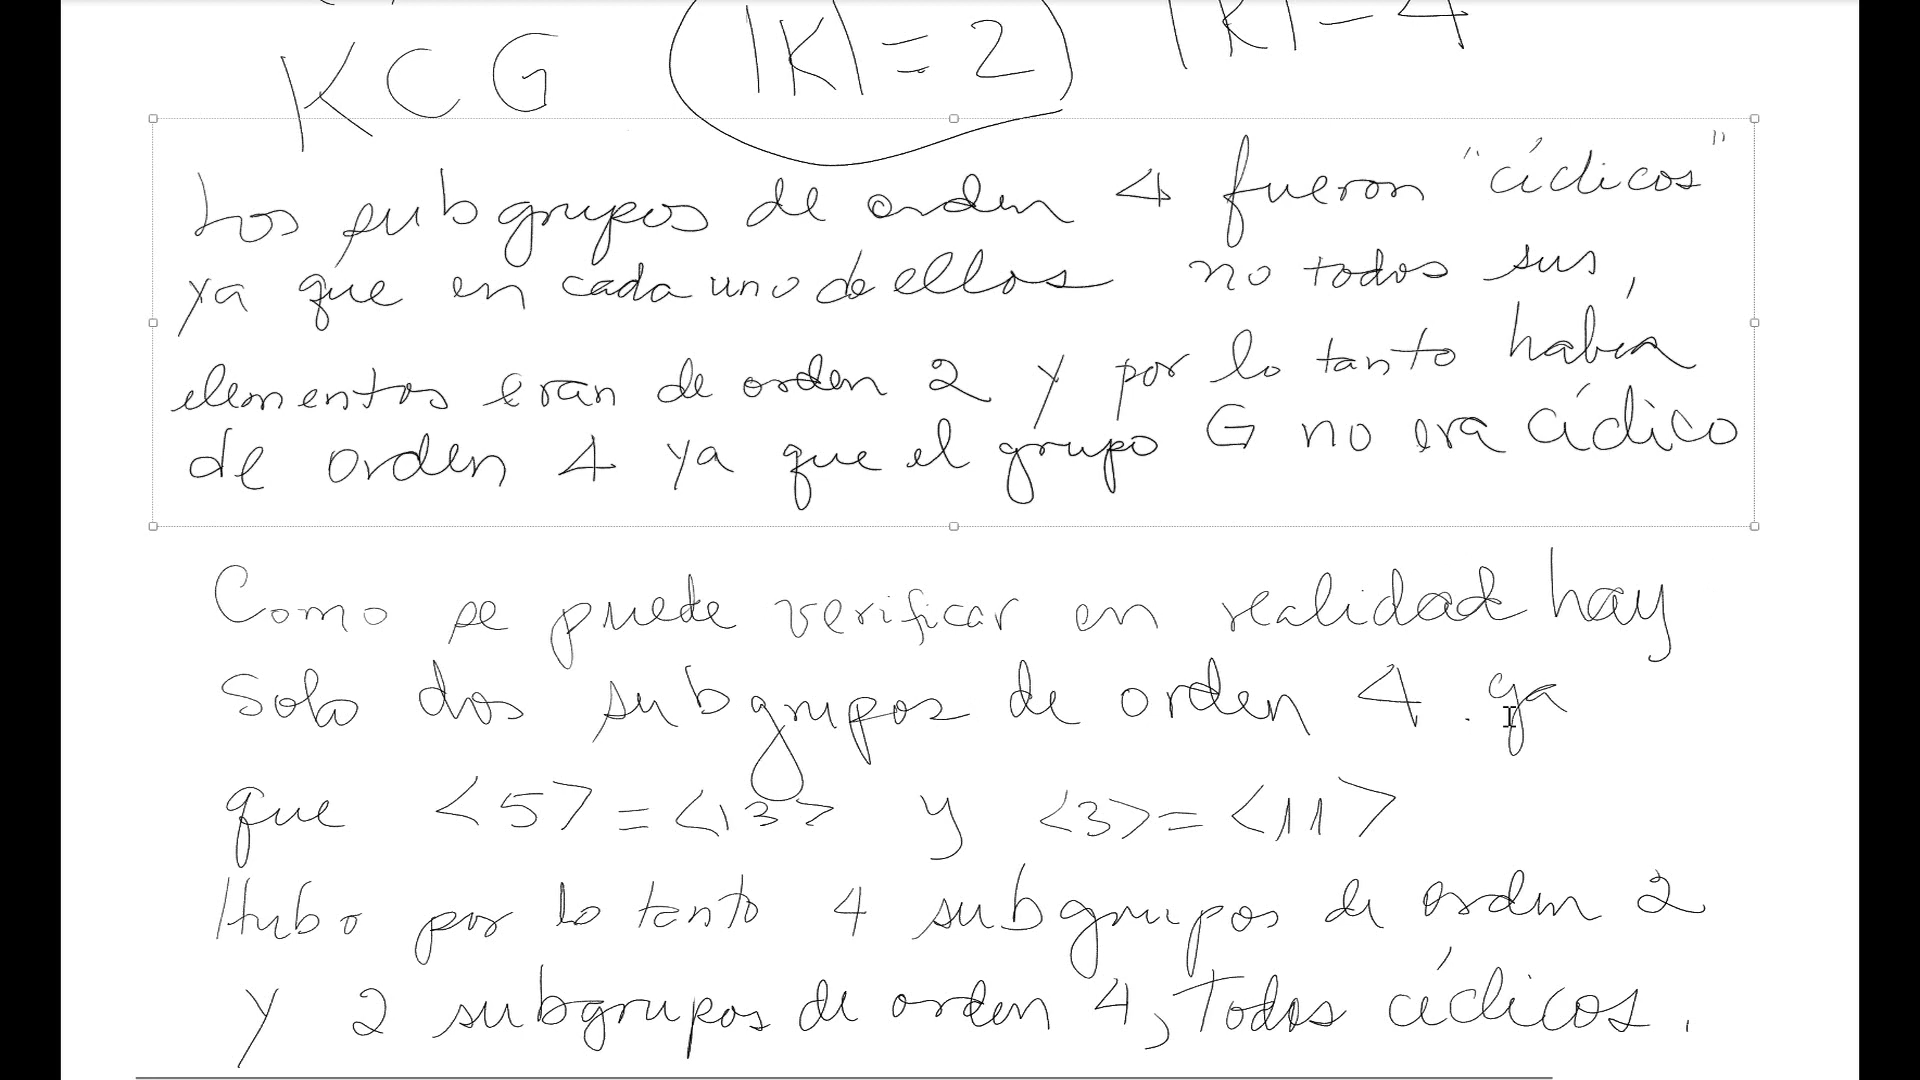 K ⊂ G |K| = 2 |K| = 4
Los subgrupos de orden 4 fueron "cíclicos"
ya que en cada uno de ellos no todos sus,
elementos eran de orden 2 y por lo tanto había
de orden 4 ya que el grupo G no era cíclico
Como se puede verificar en realidad hay
Solo dos subgrupos de orden 4. ya
que <5> = <13> y <3> = <11>
Hubo por lo tanto 4 subgrupos de orden 2
y 2 subgrupos de orden 4, Todos cíclicos.